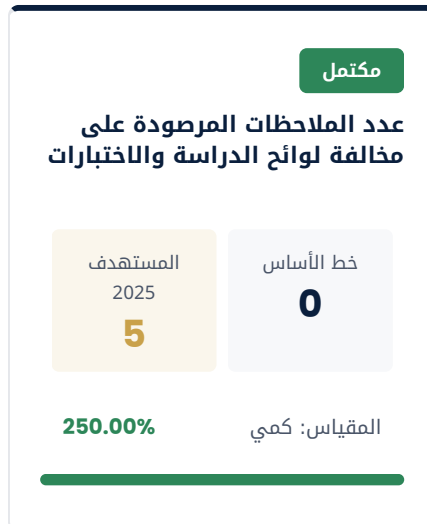 مكتمل
عدد الملاحظات المرصودة على
مخالفة لوائح الدراسة والاختبارات
خط الأساس
0
المستهدف
2025
5
المقياس: كمي
250.00%